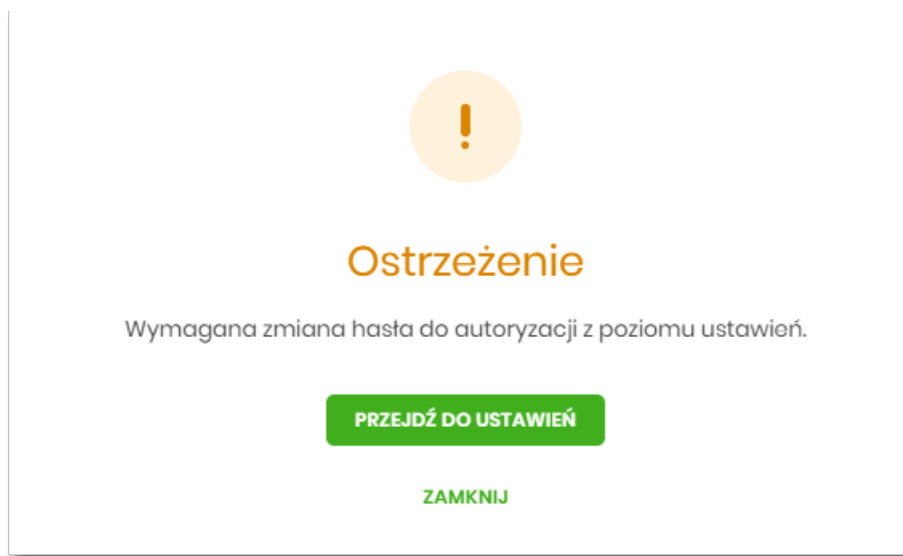 Ostrzeżenie
Wymagana zmiana hasła do autoryzacji z poziomu ustawień.
PRZEJDŹ DO USTAWIEŃ
ZAMKNIJ